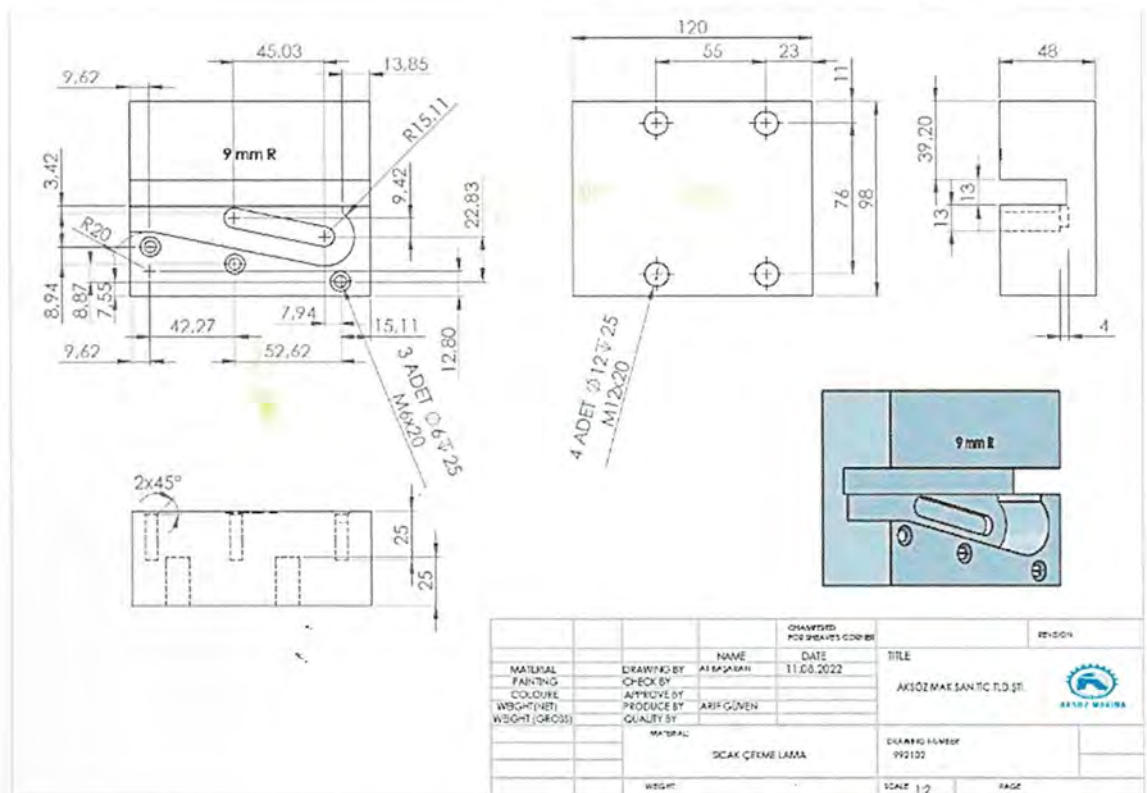 45,03
9,62
13,85
R15,11
9 mm R
3,42
9,42
22,83
R20
8,94
8,87
7,55
7,94
15,11
12,80
42,27
52,62
9,62
3 ADET Ø 6 ↧ 25
M6x20
120
55
23
11
76
98
4 ADET Ø 12 ↧ 25
M12x20
48
39,20
13
13
4
2x45°
25
25
9 mm R
REVISION
NAME
DATE
TITLE
MATERIAL
DRAWING BY
11.08.2022
PAINTING
CHECK BY
COLOURE
APPROVE BY
AKSÖZ MAK.SAN.TİC.LTD.ŞTİ.
WEIGHT(NET)
PRODUCE BY
ARİF GÜVEN
AKSÖZ MAKİNA
WEIGHT (GROSS)
QUALITY BY
MATERIAL:
SICAK ÇEKME LAMA
DRAWING NUMBER
992102
WEIGHT:
SCALE 1:2
PAGE